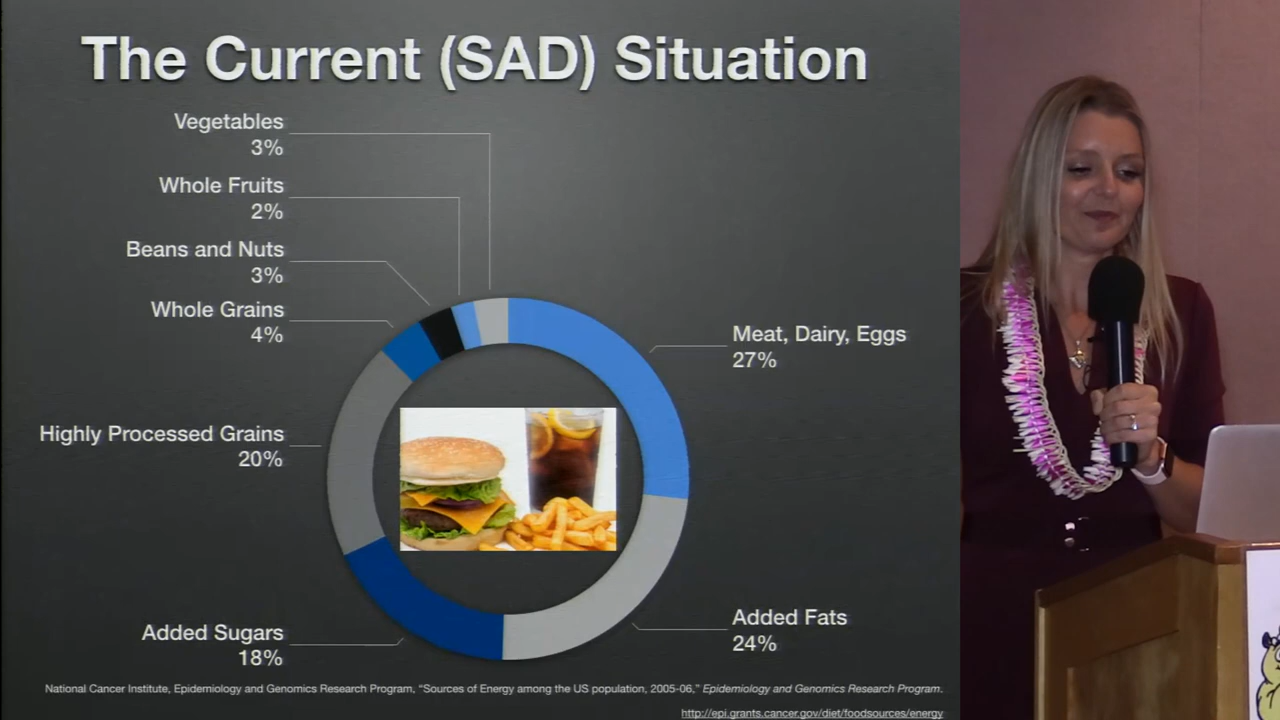 The Current (SAD) Situation
Vegetables
3%
Whole Fruits
2%
Beans and Nuts
3%
Whole Grains
4%
Meat, Dairy, Eggs
27%
Highly Processed Grains
20%
Added Fats
24%
Added Sugars
18%
National Cancer Institute, Epidemiology and Genomics Research Program, “Sources of Energy among the US population, 2005-06,” Epidemiology and Genomics Research Program.
http://epi.grants.cancer.gov/diet/foodsources/energy